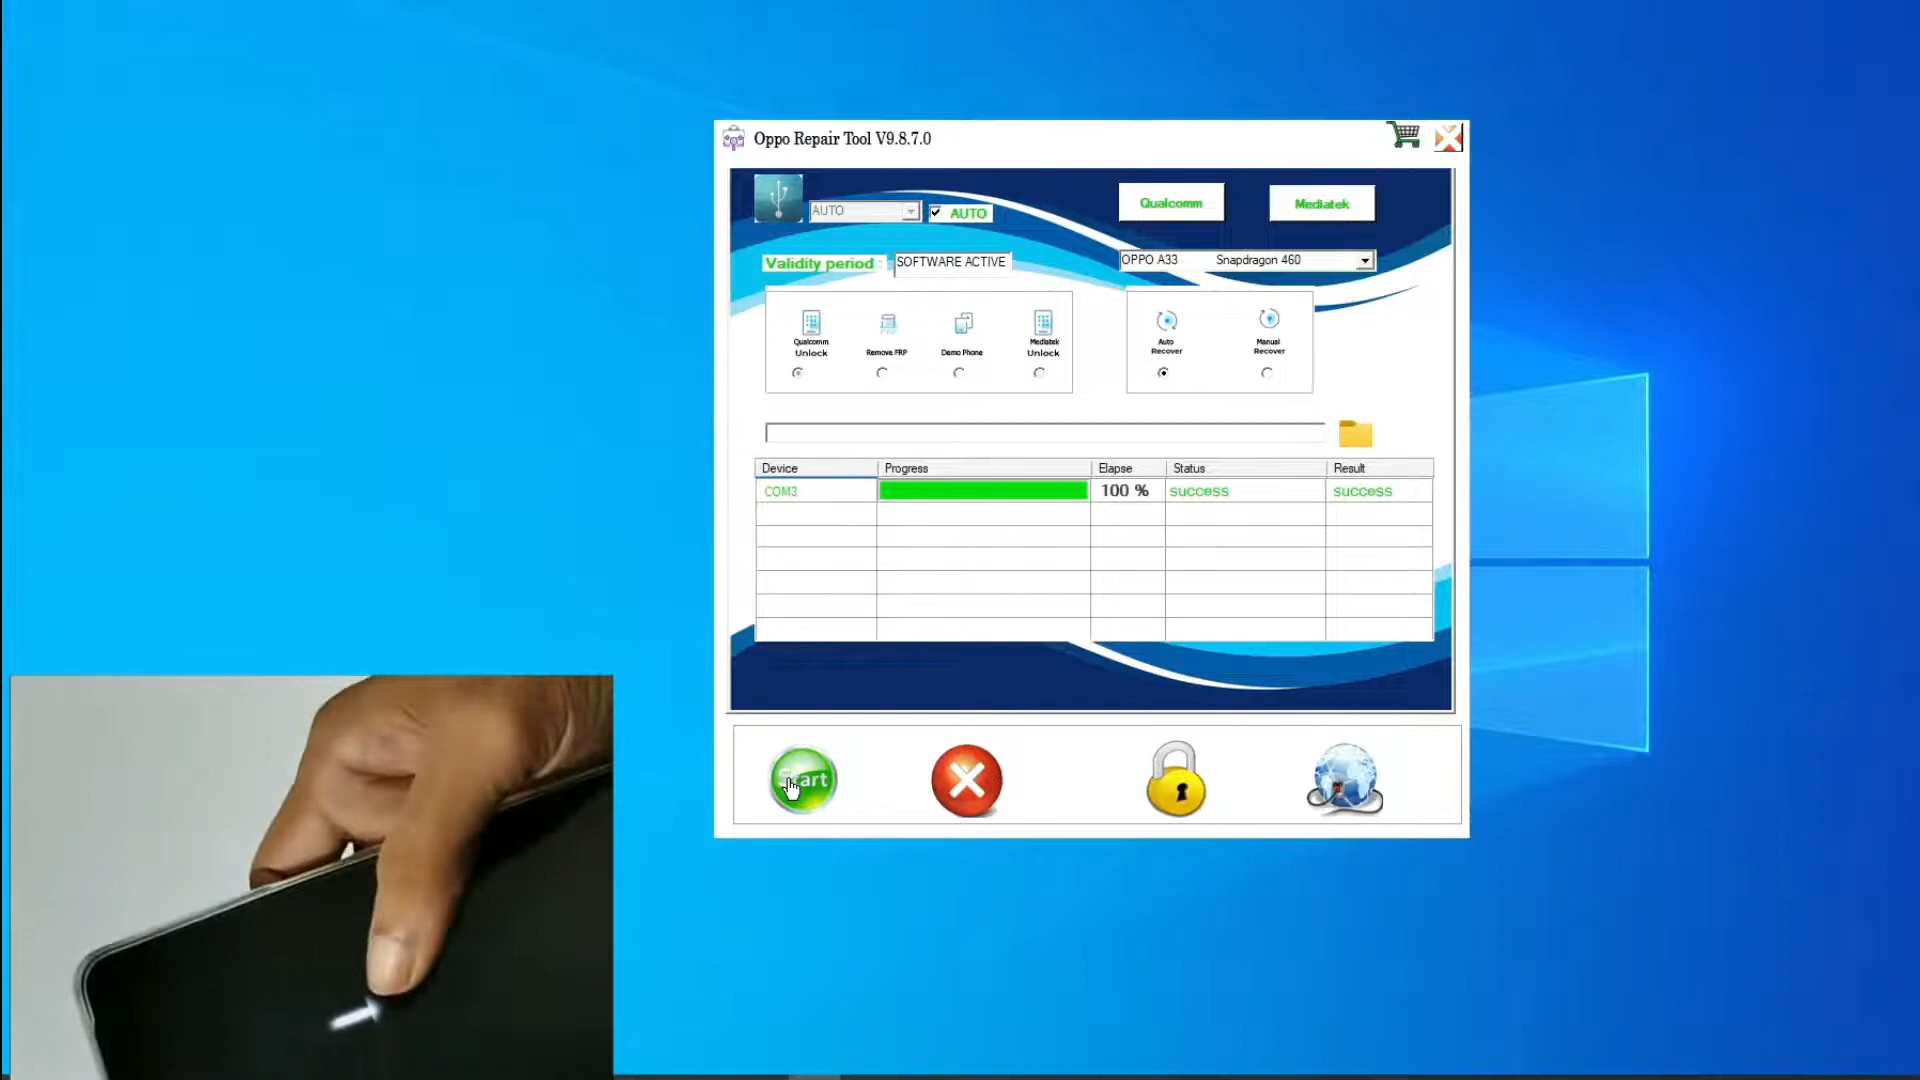 Oppo Repair Tool V9.8.7.0
AUTO
AUTO
Qualcomm
Mediatek
Validity period :
SOFTWARE ACTIVE
OPPO A33 Snapdragon 460
Qualcomm
Unlock
Remove FRP
Demo Phone
Mediatek
Unlock
Auto
Recover
Manual
Recover
Device Progress Elapse Status Result
COM3 100 % success success
Start